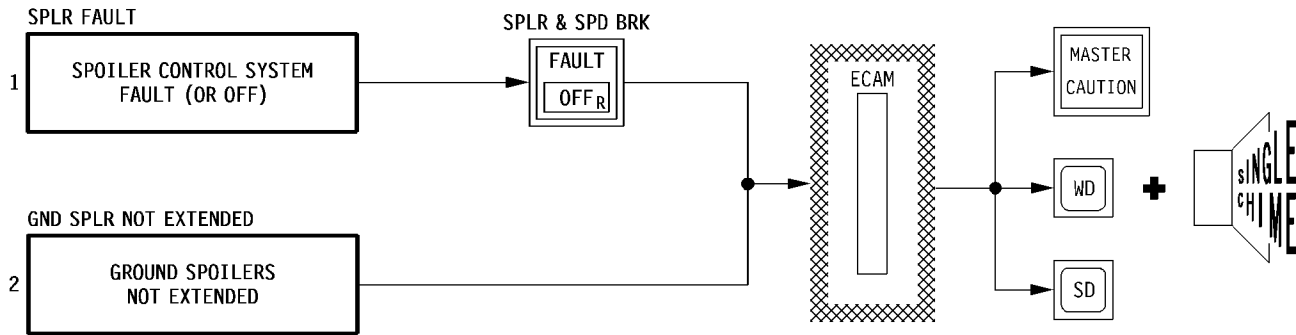 SPLR FAULT
1
SPOILER CONTROL SYSTEM
FAULT (OR OFF)
SPLR & SPD BRK
FAULT
OFF R
GND SPLR NOT EXTENDED
2
GROUND SPOILERS
NOT EXTENDED
ECAM
MASTER
CAUTION
WD
SD
SINGLE
CHIME